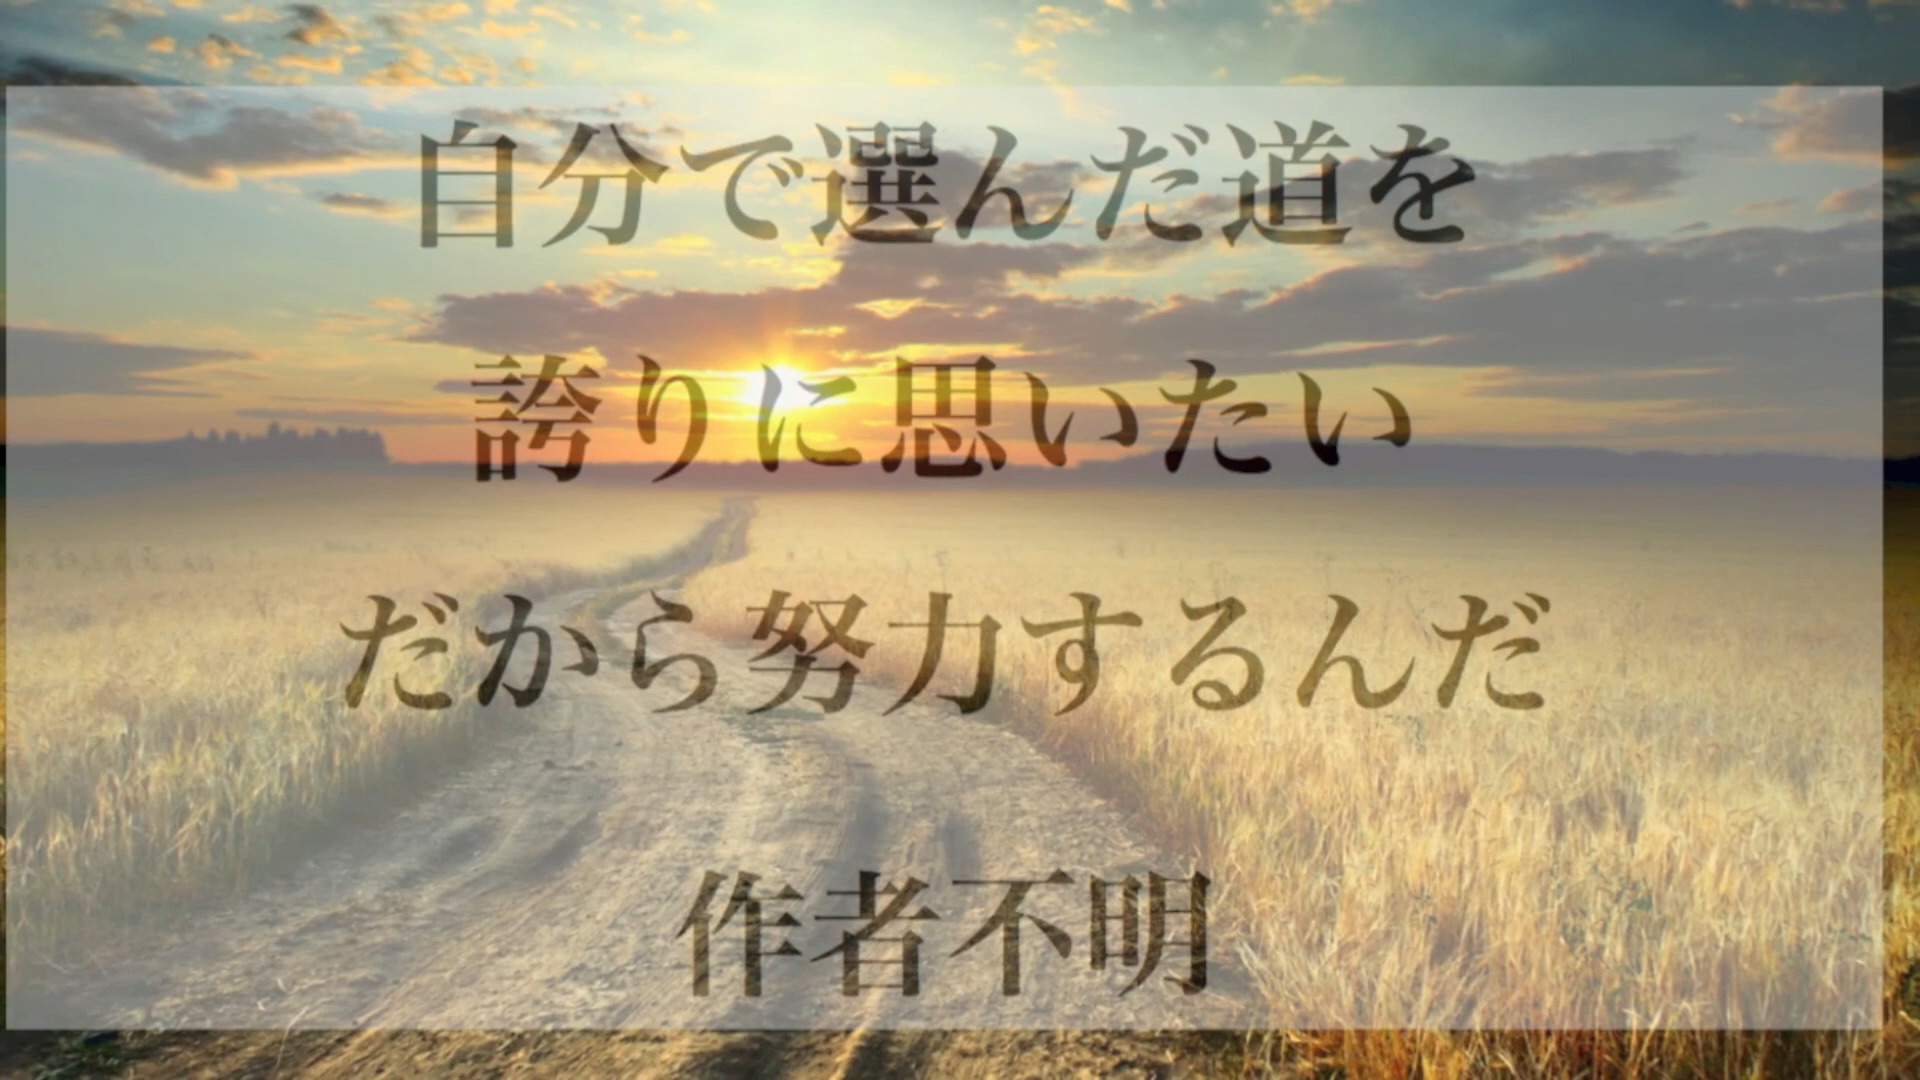 自分で選んだ道を
誇りに思いたい
だから努力するんだ
作者不明